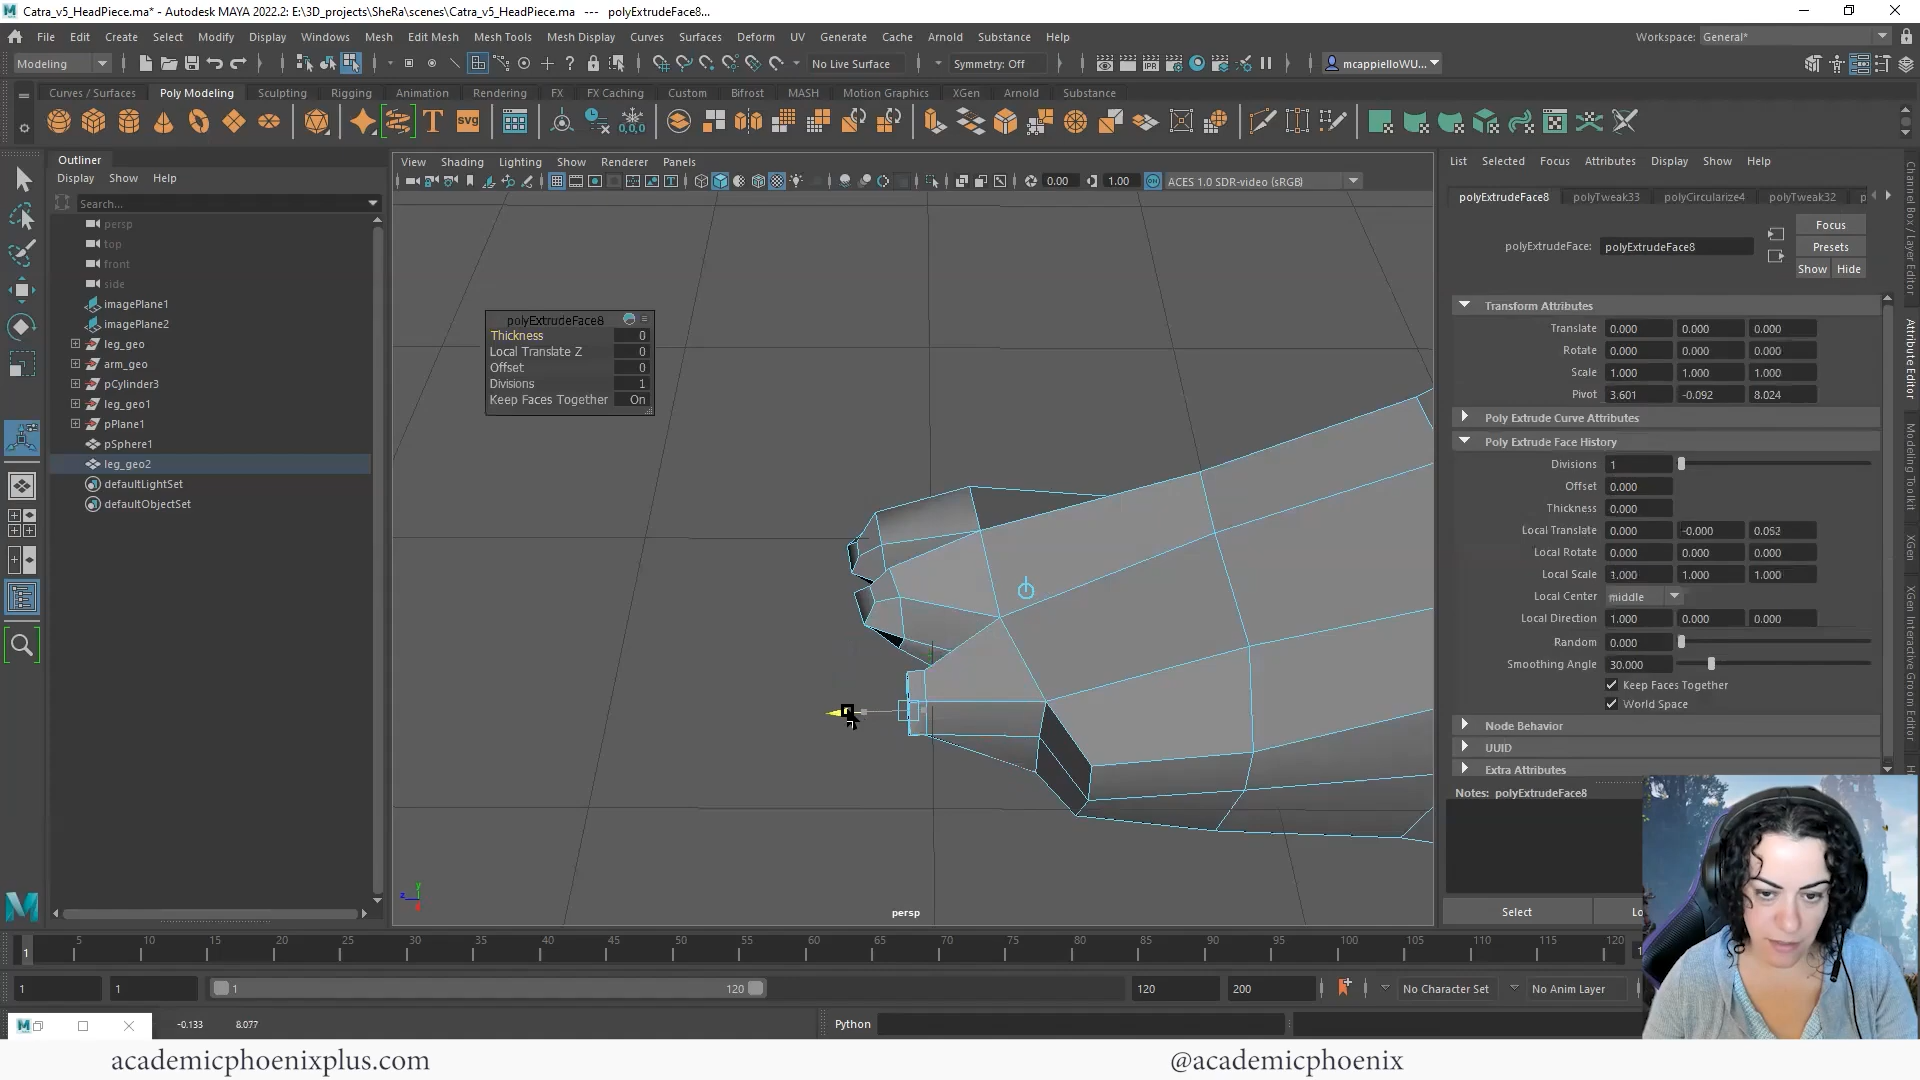 Catra_v5_HeadPiece.ma* - Autodesk MAYA 2022.2: E:\3D_projects\SheRa\scenes\Catra_v5_HeadPiece.ma --- polyExtrudeFace8...
File Edit Create Select Modify Display Windows Mesh Edit Mesh Mesh Tools Mesh Display Curves Surfaces Deform UV Generate Cache Arnold Substance Help
Workspace: General*
Modeling
No Live Surface
Symmetry: Off
mcappielloWU...
Curves / Surfaces Poly Modeling Sculpting Rigging Animation Rendering FX FX Caching Custom Bifrost MASH Motion Graphics XGen Arnold Substance
svg
0,0,0
Outliner
Display Show Help
Search...
persp
top
front
side
imagePlane1
imagePlane2
leg_geo
arm_geo
pCylinder3
leg_geo1
pPlane1
pSphere1
leg_geo2
defaultLightSet
defaultObjectSet
View Shading Lighting Show Renderer Panels
0.00
1.00
ACES 1.0 SDR-video (sRGB)
polyExtrudeFace8
Thickness 0
Local Translate Z 0
Offset 0
Divisions 1
Keep Faces Together On
persp
List Selected Focus Attributes Display Show Help
polyExtrudeFace8 polyTweak33 polyCircularize4 polyTweak32
polyExtrudeFace: polyExtrudeFace8
Focus
Presets
Show Hide
Transform Attributes
Translate 0.000 0.000 0.000
Rotate 0.000 0.000 0.000
Scale 1.000 1.000 1.000
Pivot 3.601 -0.092 8.024
Poly Extrude Curve Attributes
Poly Extrude Face History
Divisions 1
Offset 0.000
Thickness 0.000
Local Translate 0.000 -0.000 0.052
Local Rotate 0.000 0.000 0.000
Local Scale 1.000 1.000 1.000
Local Center middle
Local Direction 1.000 0.000 0.000
Random 0.000
Smoothing Angle 30.000
Keep Faces Together
World Space
Node Behavior
UUID
Extra Attributes
Notes: polyExtrudeFace8
Select
Channel Box / Layer Editor
Attribute Editor
Modeling Toolkit
XGen
XGen Interactive Groom Editor
1 5 10 15 20 25 30 35 40 45 50 55 60 65 70 75 80 85 90 95 100 105 110 115 120
1 1 1 120 120 200
No Character Set
No Anim Layer
-0.133 8.077
Python
academicphoenixplus.com
@academicphoenix